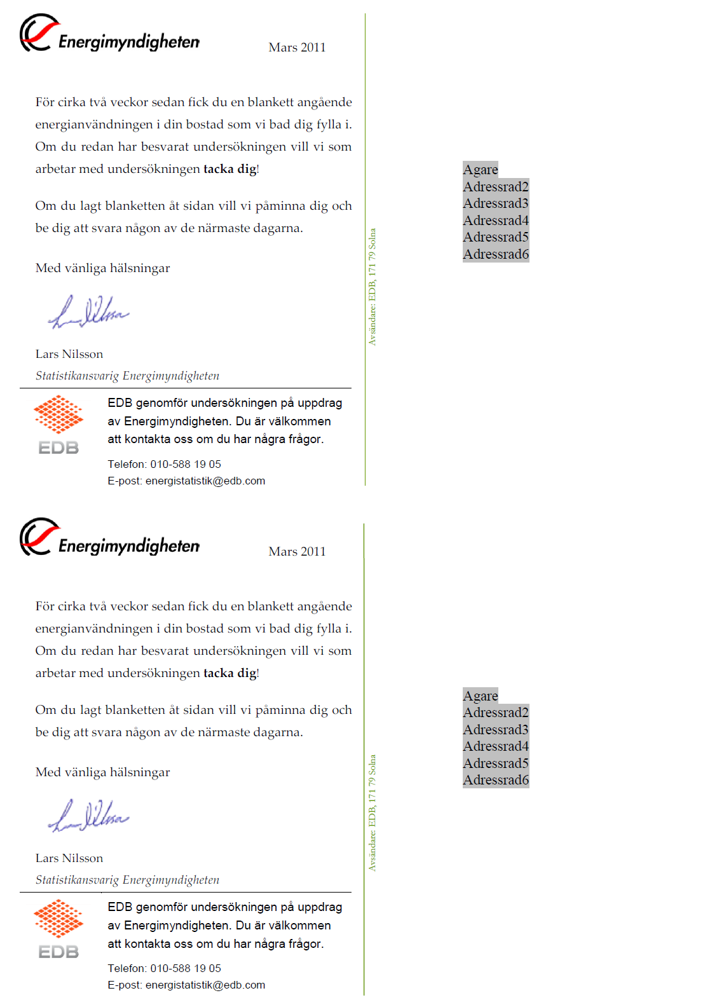 Energimyndigheten
Mars 2011
För cirka två veckor sedan fick du en blankett angående
energianvändningen i din bostad som vi bad dig fylla i.
Om du redan har besvarat undersökningen vill vi som
arbetar med undersökningen tacka dig!
Om du lagt blanketten åt sidan vill vi påminna dig och
be dig att svara någon av de närmaste dagarna.
Med vänliga hälsningar
Lars Nilsson
Statistikansvarig Energimyndigheten
EDB
EDB genomför undersökningen på uppdrag
av Energimyndigheten. Du är välkommen
att kontakta oss om du har några frågor.
Telefon: 010-588 19 05
E-post: energistatistik@edb.com
Avsändare: EDB, 171 79 Solna
Agare
Adressrad2
Adressrad3
Adressrad4
Adressrad5
Adressrad6
Energimyndigheten
Mars 2011
För cirka två veckor sedan fick du en blankett angående
energianvändningen i din bostad som vi bad dig fylla i.
Om du redan har besvarat undersökningen vill vi som
arbetar med undersökningen tacka dig!
Om du lagt blanketten åt sidan vill vi påminna dig och
be dig att svara någon av de närmaste dagarna.
Med vänliga hälsningar
Lars Nilsson
Statistikansvarig Energimyndigheten
EDB
EDB genomför undersökningen på uppdrag
av Energimyndigheten. Du är välkommen
att kontakta oss om du har några frågor.
Telefon: 010-588 19 05
E-post: energistatistik@edb.com
Avsändare: EDB, 171 79 Solna
Agare
Adressrad2
Adressrad3
Adressrad4
Adressrad5
Adressrad6